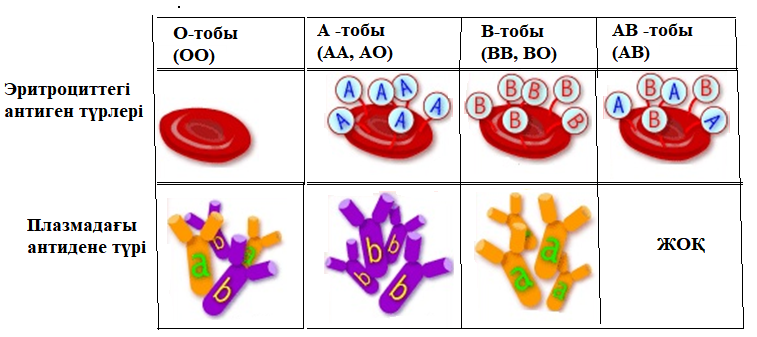 О-тобы
(ОО)
А -тобы
(АА, АО)
В-тобы
(ВВ, ВО)
АВ -тобы
(АВ)
Эритроциттегі
антиген түрлері
A A A A A A
B B B B B B
A B A B B A
Плазмадағы
антидене түрі
a a b b
b b b b
a a a a
ЖОҚ